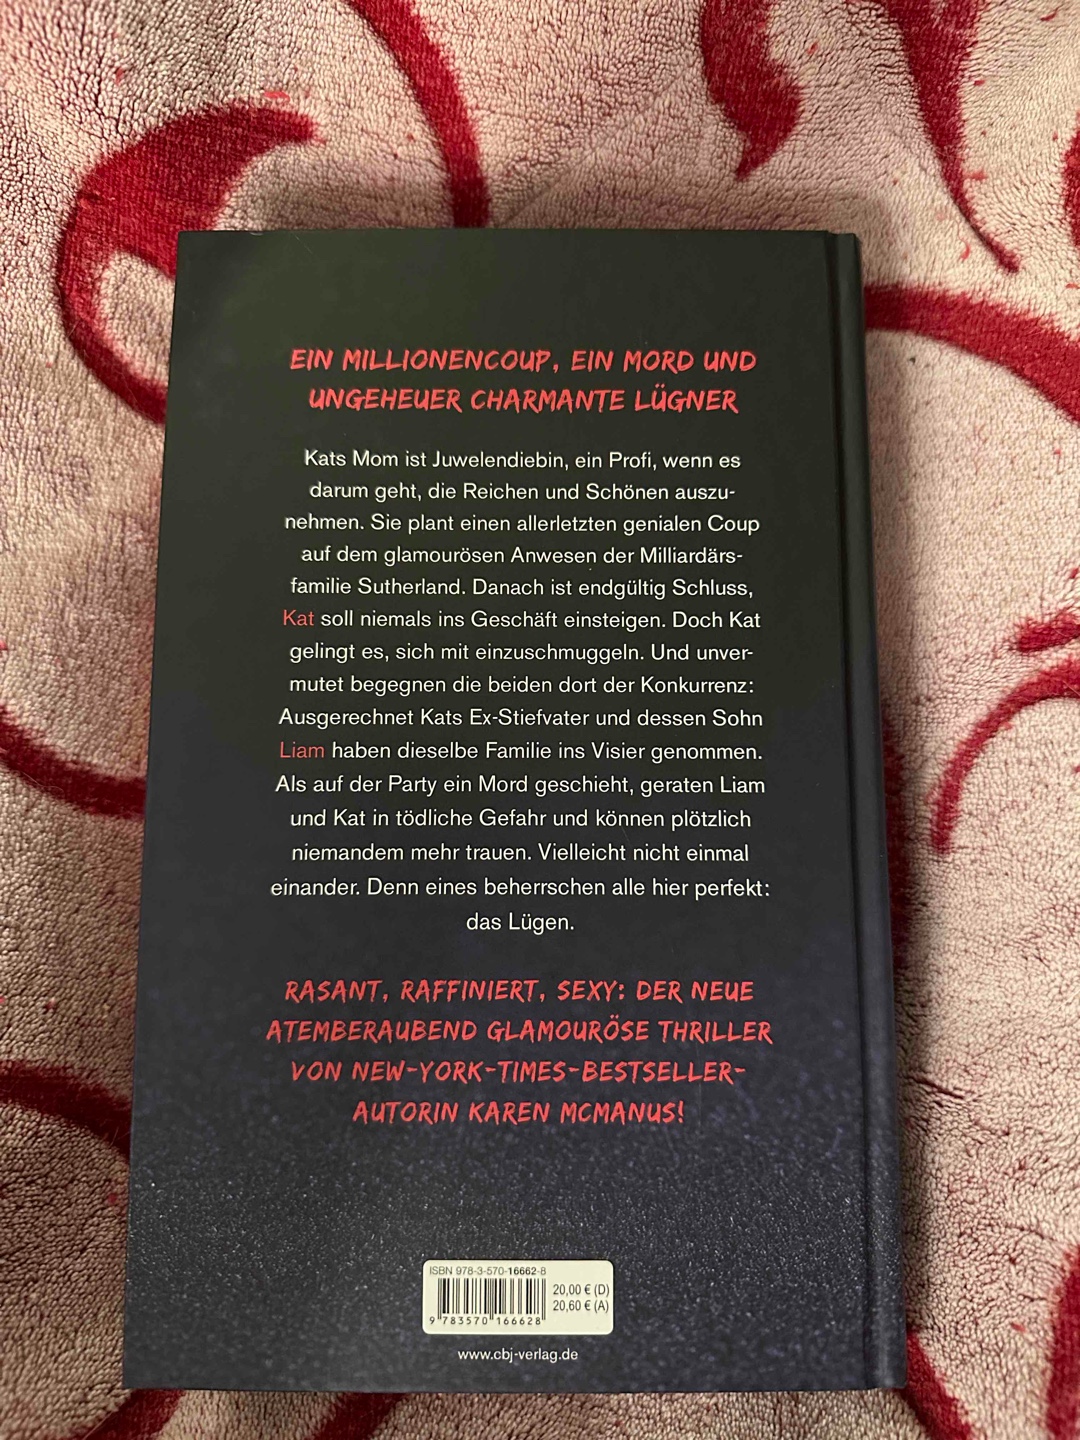 EIN MILLIONENCOUP, EIN MORD UND
UNGEHEUER CHARMANTE LÜGNER
Kats Mom ist Juwelendiebin, ein Profi, wenn es
darum geht, die Reichen und Schönen auszu-
nehmen. Sie plant einen allerletzten genialen Coup
auf dem glamourösen Anwesen der Milliardärs-
familie Sutherland. Danach ist endgültig Schluss,
Kat soll niemals ins Geschäft einsteigen. Doch Kat
gelingt es, sich mit einzuschmuggeln. Und unver-
mutet begegnen die beiden dort der Konkurrenz:
Ausgerechnet Kats Ex-Stiefvater und dessen Sohn
Liam haben dieselbe Familie ins Visier genommen.
Als auf der Party ein Mord geschieht, geraten Liam
und Kat in tödliche Gefahr und können plötzlich
niemandem mehr trauen. Vielleicht nicht einmal
einander. Denn eines beherrschen alle hier perfekt:
das Lügen.
RASANT, RAFFINIERT, SEXY: DER NEUE
ATEMBERAUBEND GLAMOURÖSE THRILLER
VON NEW-YORK-TIMES-BESTSELLER-
AUTORIN KAREN MCMANUS!
ISBN 978-3-570-16662-8
20,00 € (D)
20,60 € (A)
9 783570 166628
www.cbj-verlag.de